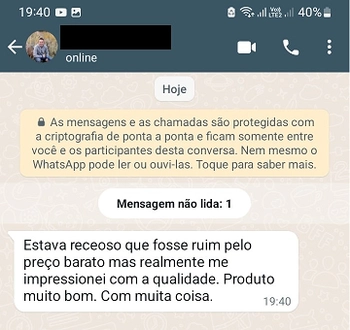 19:40 Vo)) LTE2 40%
online
Hoje
As mensagens e as chamadas são protegidas com
a criptografia de ponta a ponta e ficam somente entre
você e os participantes desta conversa. Nem mesmo o
WhatsApp pode ler ou ouvi-las. Toque para saber mais.
Mensagem não lida: 1
Estava receoso que fosse ruim pelo
preço barato mas realmente me
impressionei com a qualidade. Produto
muito bom. Com muita coisa.
19:40